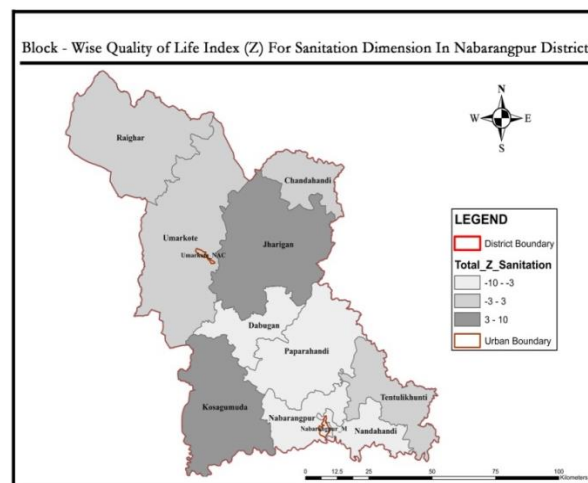 Block - Wise Quality of Life Index (Z) For Sanitation Dimension In Nabarangpur District
N
W
E
S
Raighar
Chandahandi
Umarkote
Umarkote_NAC
Jharigan
LEGEND
District Boundary
Total_Z_Sanitation
-10 - -3
-3 - 3
3 - 10
Urban Boundary
Dabugan
Paparahandi
Kosagumuda
Tentulikhunti
Nabarangpur
Nabarangpur_M
Nandahandi
0 12.5 25 50 75 100
Kilometers